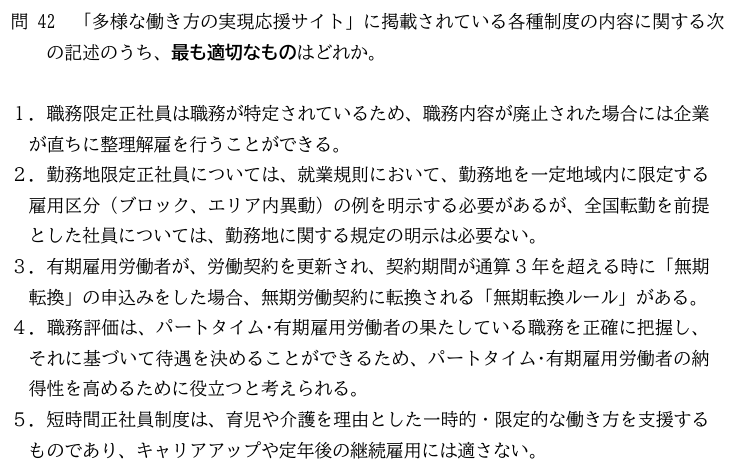 問 42 「多様な働き方の実現応援サイト」に掲載されている各種制度の内容に関する次
の記述のうち、最も適切なものはどれか。
1．職務限定正社員は職務が特定されているため、職務内容が廃止された場合には企業
が直ちに整理解雇を行うことができる。
2．勤務地限定正社員については、就業規則において、勤務地を一定地域内に限定する
雇用区分（ブロック、エリア内異動）の例を明示する必要があるが、全国転勤を前提
とした社員については、勤務地に関する規定の明示は必要ない。
3．有期雇用労働者が、労働契約を更新され、契約期間が通算 3 年を超える時に「無期
転換」の申込みをした場合、無期労働契約に転換される「無期転換ルール」がある。
4．職務評価は、パートタイム･有期雇用労働者の果たしている職務を正確に把握し、
それに基づいて待遇を決めることができるため、パートタイム･有期雇用労働者の納
得性を高めるために役立つと考えられる。
5．短時間正社員制度は、育児や介護を理由とした一時的・限定的な働き方を支援する
ものであり、キャリアアップや定年後の継続雇用には適さない。